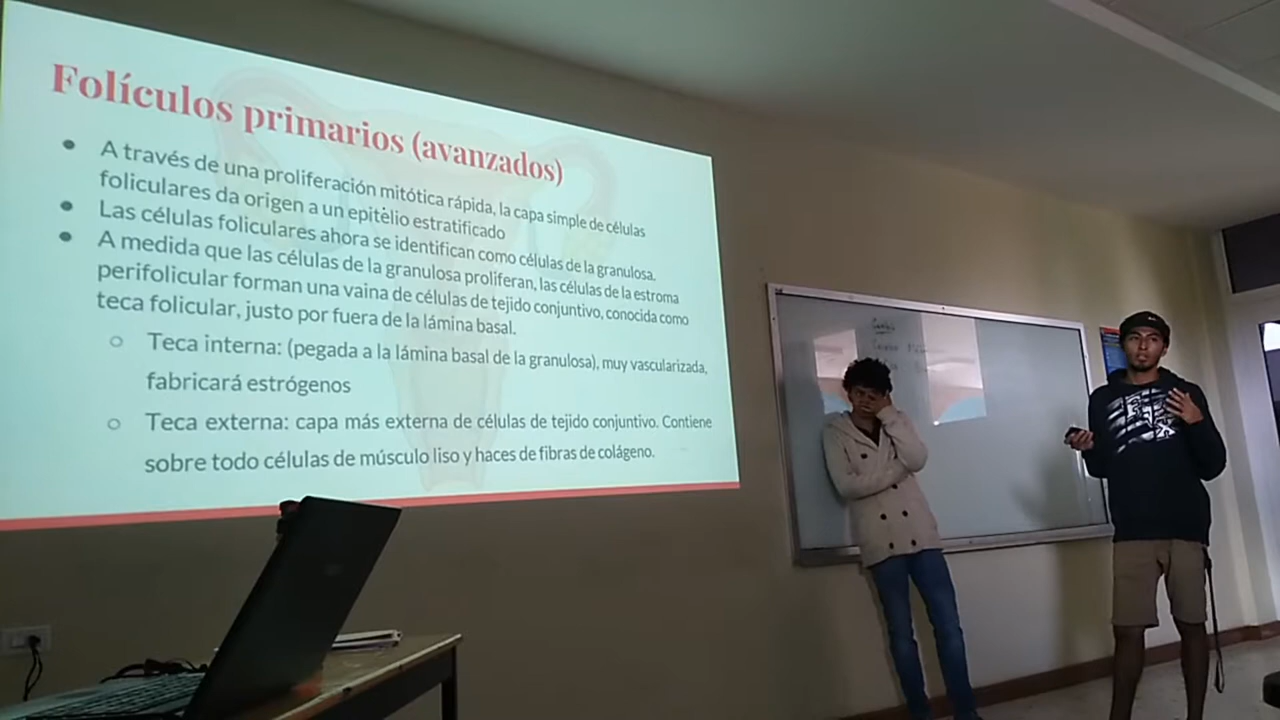 Folículos primarios (avanzados)
A través de una proliferación mitótica rápida, la capa simple de células
foliculares da origen a un epitèlio estratificado
Las células foliculares ahora se identifican como células de la granulosa.
A medida que las células de la granulosa proliferan, las células de la estroma
perifolicular forman una vaina de células de tejido conjuntivo, conocida como
teca folicular, justo por fuera de la lámina basal.
Teca interna: (pegada a la lámina basal de la granulosa), muy vascularizada,
fabricará estrógenos
Teca externa: capa más externa de células de tejido conjuntivo. Contiene
sobre todo células de músculo liso y haces de fibras de colágeno.